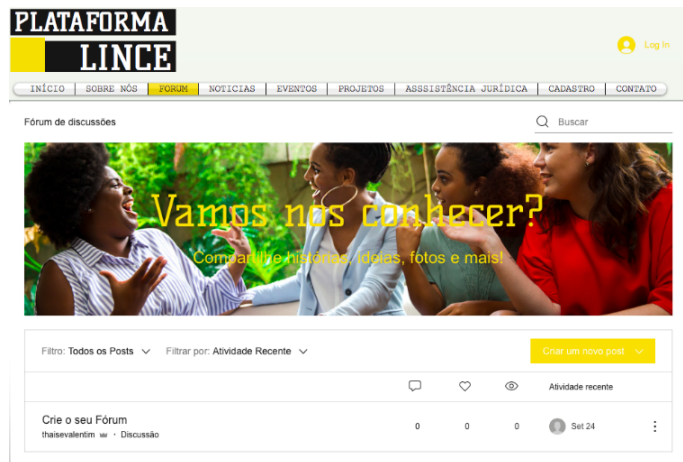 PLATAFORMA
LINCE
Log In
INÍCIO SOBRE NÓS FORUM NOTICIAS EVENTOS PROJETOS ASSSISTÊNCIA JURÍDICA CADASTRO CONTATO
Fórum de discussões
Buscar
Vamos nos conhecer?
Compartilhe histórias, ideias, fotos e mais!
Filtro: Todos os Posts Filtrar por: Atividade Recente Criar um novo post
Atividade recente
Crie o seu Fórum
thaisevalentim · Discussão
0 0 0 Set 24